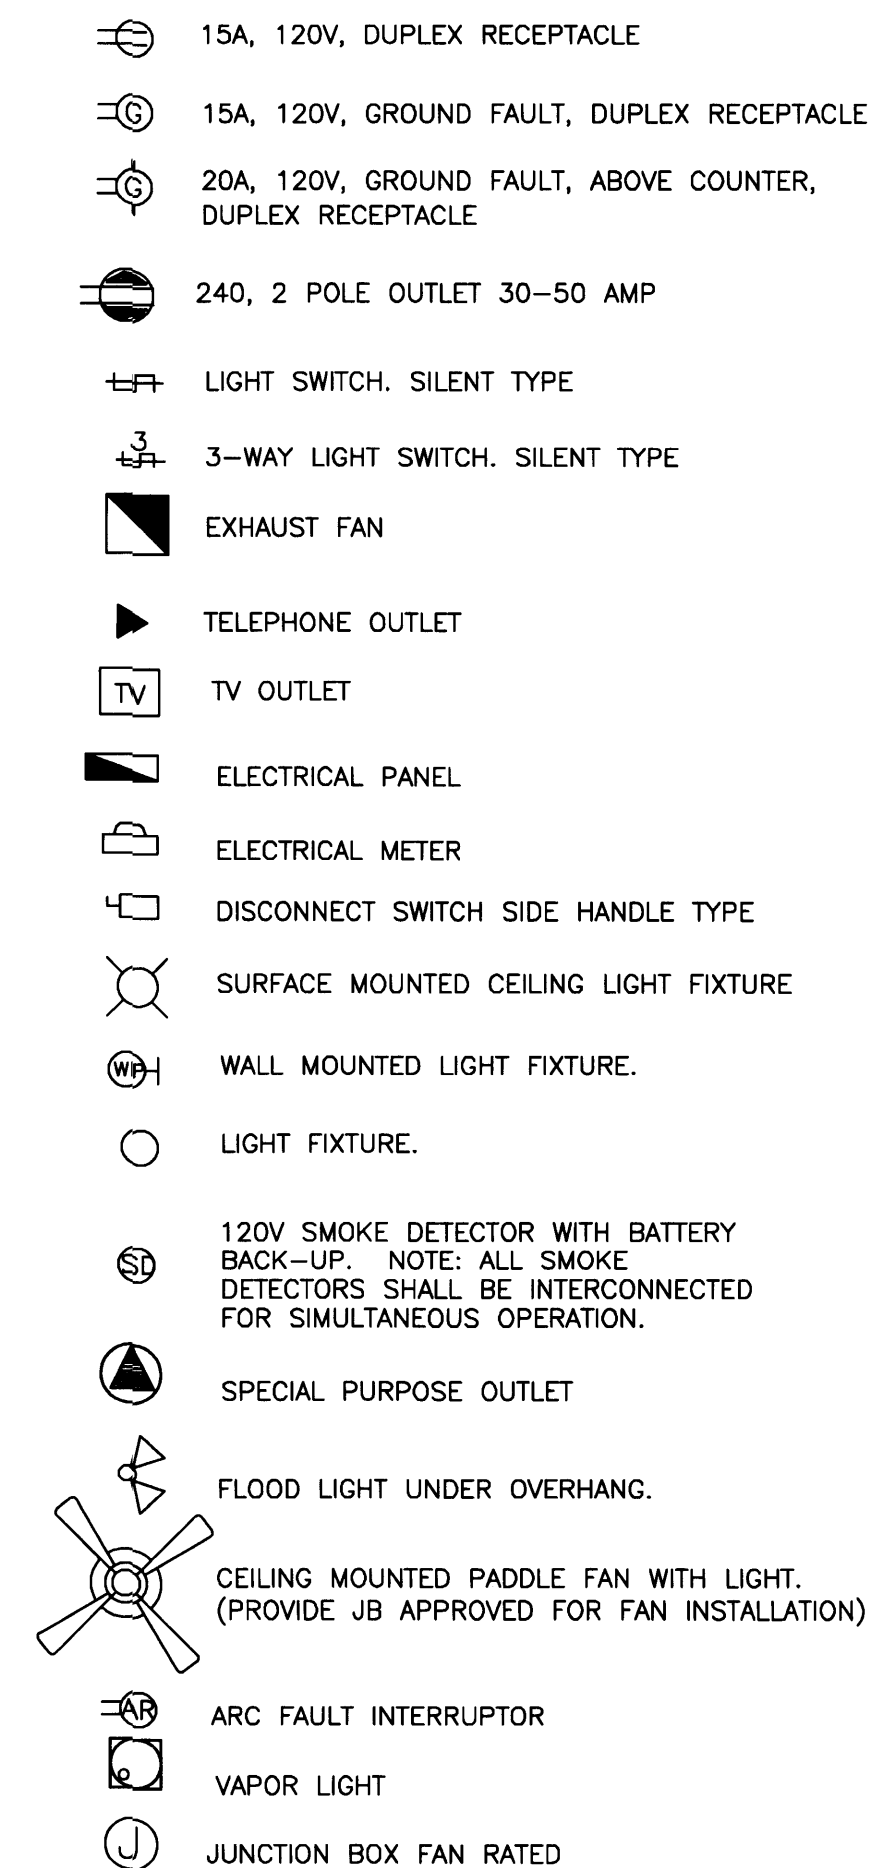 15A, 120V, DUPLEX RECEPTACLE
G 15A, 120V, GROUND FAULT, DUPLEX RECEPTACLE
G 20A, 120V, GROUND FAULT, ABOVE COUNTER,
DUPLEX RECEPTACLE
240, 2 POLE OUTLET 30-50 AMP
LIGHT SWITCH. SILENT TYPE
3 3-WAY LIGHT SWITCH. SILENT TYPE
EXHAUST FAN
TELEPHONE OUTLET
TV TV OUTLET
ELECTRICAL PANEL
ELECTRICAL METER
DISCONNECT SWITCH SIDE HANDLE TYPE
SURFACE MOUNTED CEILING LIGHT FIXTURE
WP WALL MOUNTED LIGHT FIXTURE.
LIGHT FIXTURE.
120V SMOKE DETECTOR WITH BATTERY
SD BACK-UP. NOTE: ALL SMOKE
DETECTORS SHALL BE INTERCONNECTED
FOR SIMULTANEOUS OPERATION.
SPECIAL PURPOSE OUTLET
FLOOD LIGHT UNDER OVERHANG.
CEILING MOUNTED PADDLE FAN WITH LIGHT.
(PROVIDE JB APPROVED FOR FAN INSTALLATION)
AR ARC FAULT INTERRUPTOR
VAPOR LIGHT
J JUNCTION BOX FAN RATED